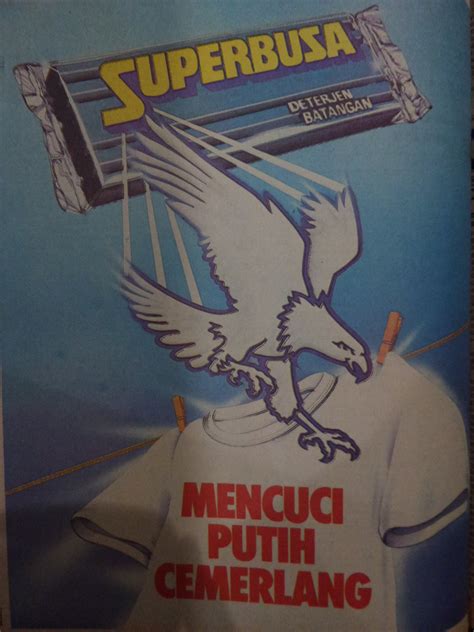 SUPERBUSA
DETERJEN
BATANGAN
MENCUCI
PUTIH
CEMERLANG